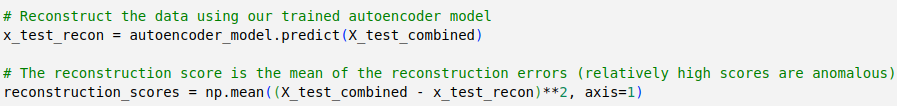 # Reconstruct the data using our trained autoencoder model
x_test_recon = autoencoder_model.predict(X_test_combined)
# The reconstruction score is the mean of the reconstruction errors (relatively high scores are anomalous)
reconstruction_scores = np.mean((X_test_combined - x_test_recon)**2, axis=1)